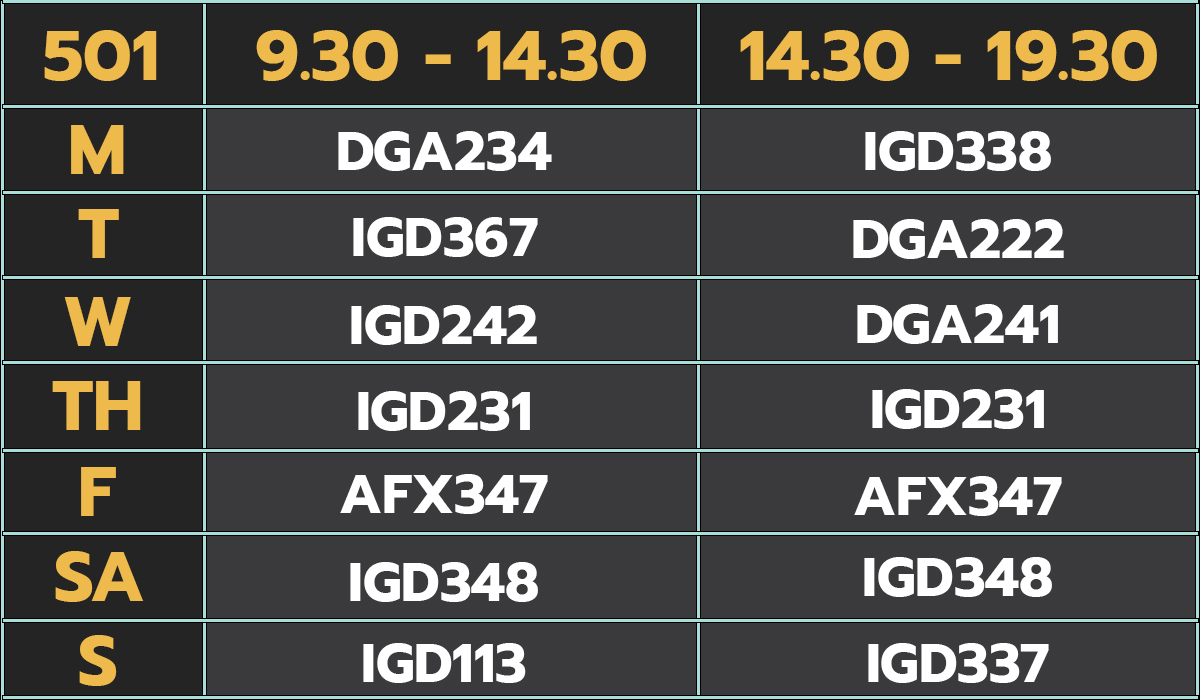 501 9.30 - 14.30 14.30 - 19.30
M DGA234 IGD338
T IGD367 DGA222
W IGD242 DGA241
TH IGD231 IGD231
F AFX347 AFX347
SA IGD348 IGD348
S IGD113 IGD337